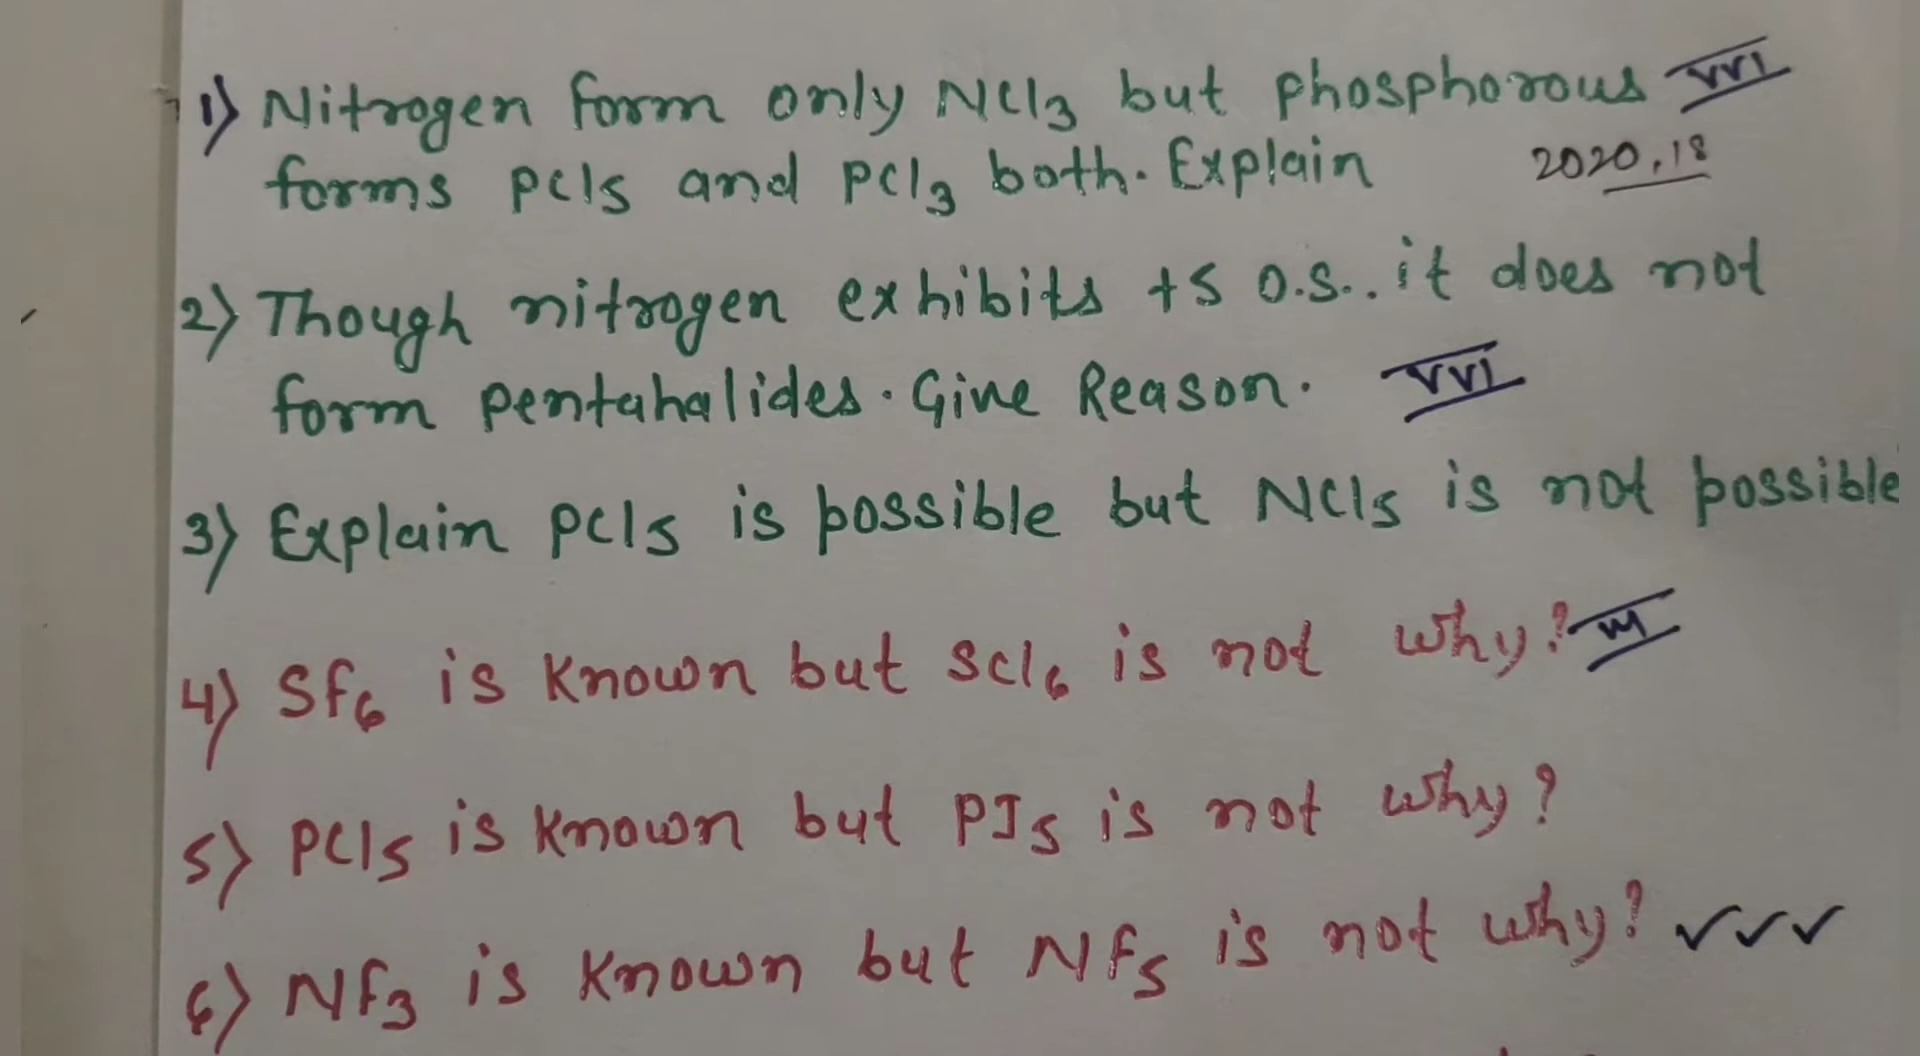 1) Nitrogen form only NCl3 but phosphorous VVI
forms PCl5 and PCl3 both. Explain 2020, 18
2) Though nitrogen exhibits +5 O.S.. it does not
form pentahalides. Give Reason. VVI
3) Explain PCl5 is possible but NCl5 is not possible
4) Sf6 is known but SCl6 is not why?
5) PCl5 is known but PI5 is not why?
6) Nf3 is known but Nf5 is not why? ✓✓✓